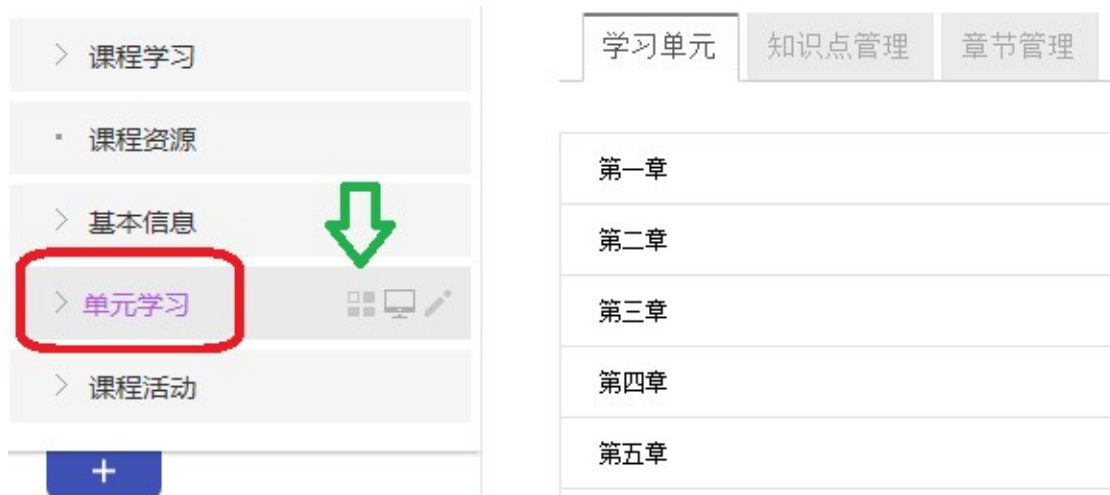 课程学习
课程资源
基本信息
单元学习
课程活动
+
学习单元 知识点管理 章节管理
第一章
第二章
第三章
第四章
第五章